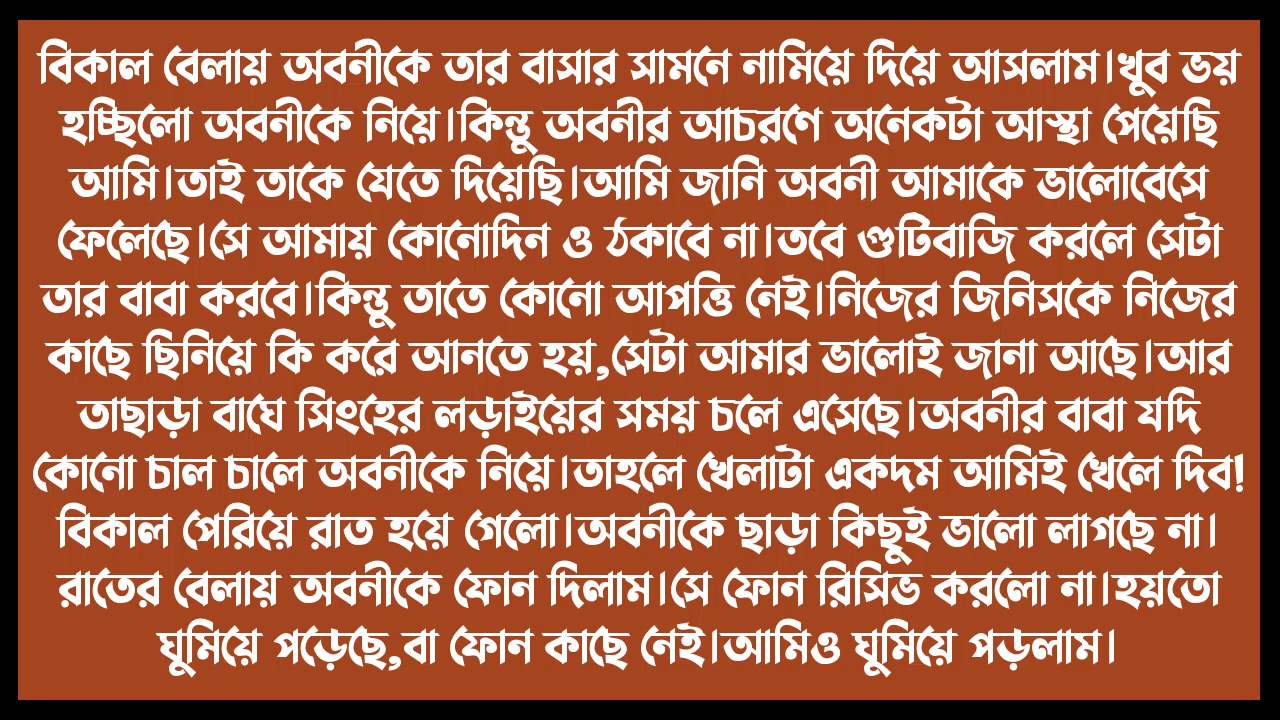 বিকাল বেলায় অবনীকে তার বাসার সামনে নামিয়ে দিয়ে আসলাম।খুব ভয়
হচ্ছিলো অবনীকে নিয়ে।কিন্তু অবনীর আচরণে অনেকটা আস্থা পেয়েছি
আমি।তাই তাকে যেতে দিয়েছি।আমি জানি অবনী আমাকে ভালোবেসে
ফেলেছে।সে আমায় কোনোদিন ও ঠকাবে না।তবে গুটিবাজি করলে সেটা
তার বাবা করবে।কিন্তু তাতে কোনো আপত্তি নেই।নিজের জিনিসকে নিজের
কাছে ছিনিয়ে কি করে আনতে হয়,সেটা আমার ভালোই জানা আছে।আর
তাছাড়া বাঘে সিংহের লড়াইয়ের সময় চলে এসেছে।অবনীর বাবা যদি
কোনো চাল চালে অবনীকে নিয়ে।তাহলে খেলাটা একদম আমিই খেলে দিব!
বিকাল পেরিয়ে রাত হয়ে গেলো।অবনীকে ছাড়া কিছুই ভালো লাগছে না।
রাতের বেলায় অবনীকে ফোন দিলাম।সে ফোন রিসিভ করলো না।হয়তো
ঘুমিয়ে পড়েছে,বা ফোন কাছে নেই।আমিও ঘুমিয়ে পড়লাম।